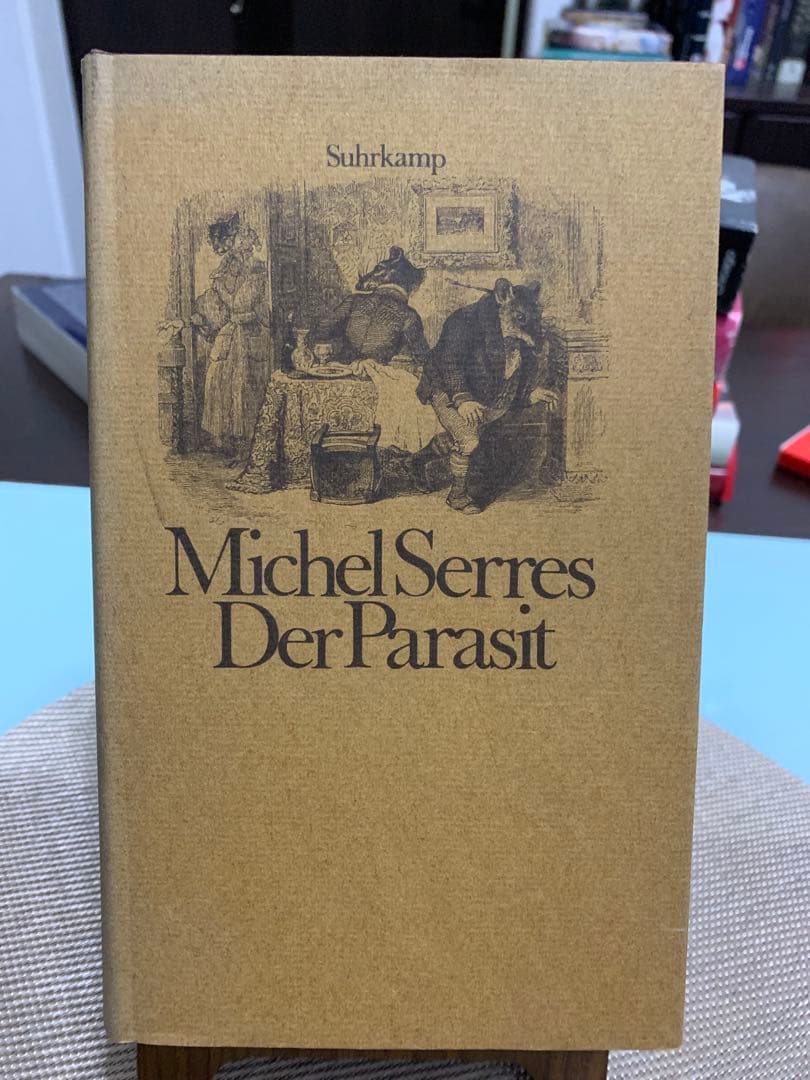 Suhrkamp
Michel Serres
Der Parasit